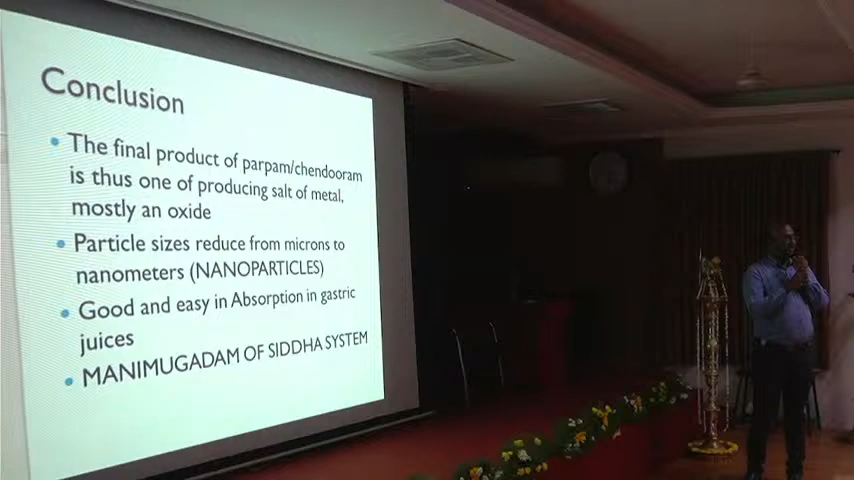 Conclusion
The final product of parpam/chendooram
is thus one of producing salt of metal,
mostly an oxide
Particle sizes reduce from microns to
nanometers (NANOPARTICLES)
Good and easy in Absorption in gastric
juices
MANIMUGADAM OF SIDDHA SYSTEM